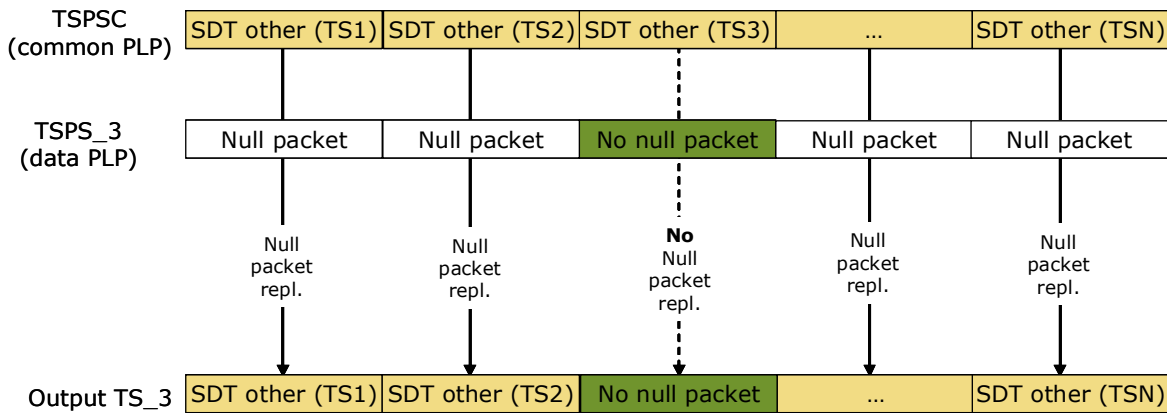 TSPSC
(common PLP)
SDT other (TS1) SDT other (TS2) SDT other (TS3) ... SDT other (TSN)
TSPS_3
(data PLP)
Null packet Null packet No null packet Null packet Null packet
Null
packet
repl.
Null
packet
repl.
No
Null
packet
repl.
Null
packet
repl.
Null
packet
repl.
Output TS_3
SDT other (TS1) SDT other (TS2) No null packet ... SDT other (TSN)